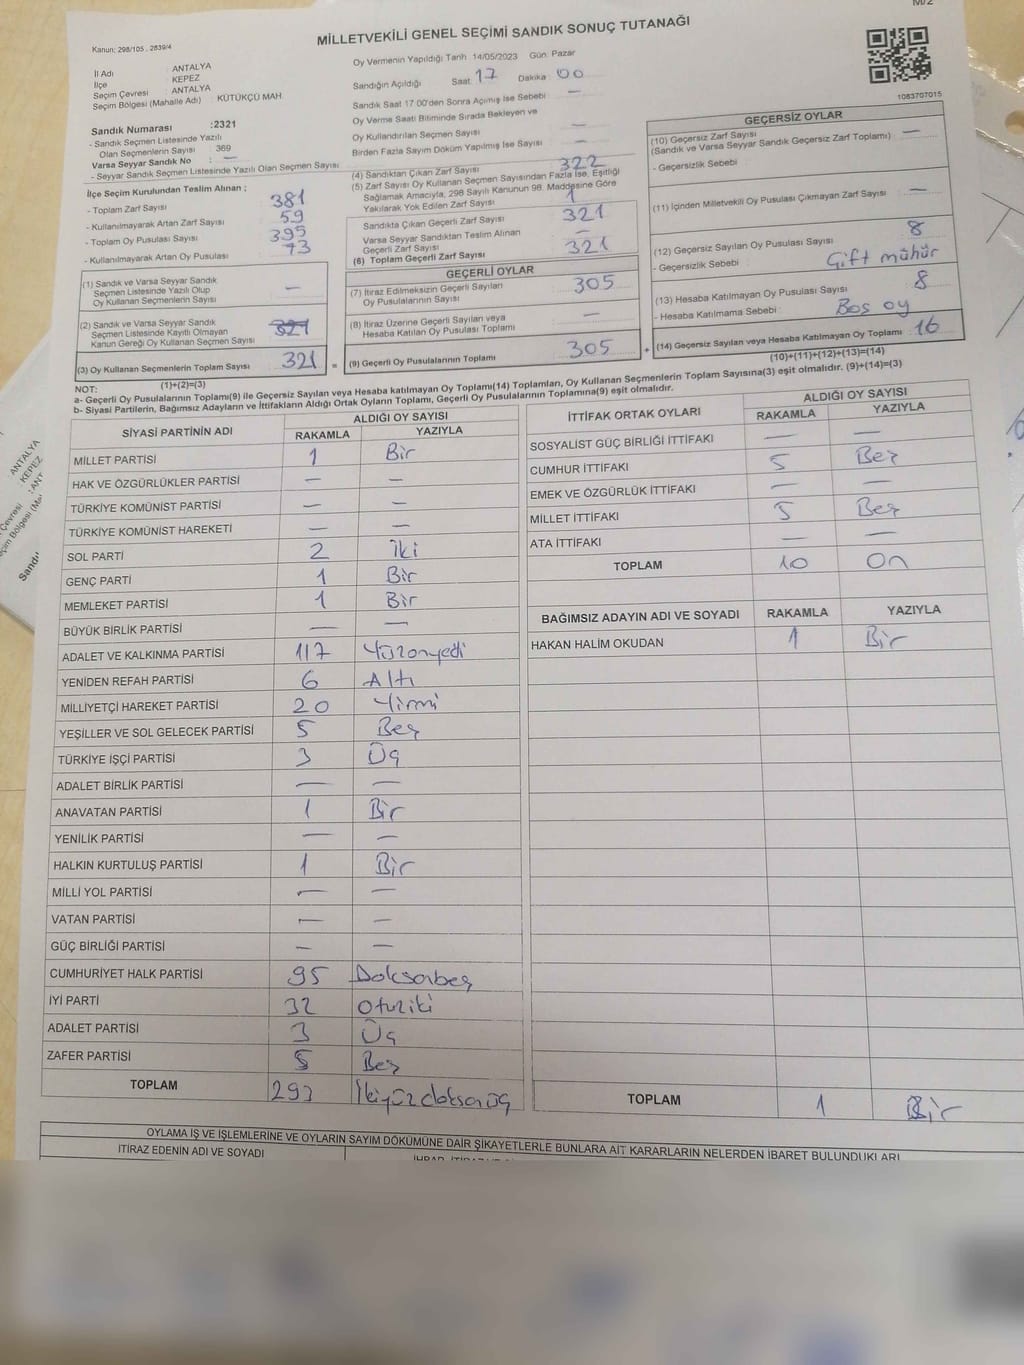 M/2
Kanun: 298/105 . 2839/4
MİLLETVEKİLİ GENEL SEÇİMİ SANDIK SONUÇ TUTANAĞI
İl Adı : ANTALYA
İlçe : KEPEZ
Seçim Çevresi : ANTALYA
Seçim Bölgesi (Mahalle Adı) : KÜTÜKÇÜ MAH.
Sandık Numarası :2321
- Sandık Seçmen Listesinde Yazılı
Olan Seçmenlerin Sayısı : 369
Varsa Seyyar Sandık No : —
- Seyyar Sandık Seçmen Listesinde Yazılı Olan Seçmen Sayısı
İlçe Seçim Kurulundan Teslim Alınan ;
- Toplam Zarf Sayısı 381
- Kullanılmayarak Artan Zarf Sayısı 59
- Toplam Oy Pusulası Sayısı 395
- Kullanılmayarak Artan Oy Pusulası 73
(1) Sandık ve Varsa Seyyar Sandık
Seçmen Listesinde Yazılı Olup
Oy Kullanan Seçmenlerin Sayısı —
(2) Sandık ve Varsa Seyyar Sandık
Seçmen Listesinde Kayıtlı Olmayan
Kanun Gereği Oy Kullanan Seçmen Sayısı 321
(3) Oy Kullanan Seçmenlerin Toplam Sayısı 321 =
(1)+(2)=(3)
Oy Vermenin Yapıldığı Tarih 14/05/2023 Gün: Pazar
Sandığın Açıldığı Saat: 17 Dakika 00
Sandık Saat 17 00'den Sonra Açımış İse Sebebi —
Oy Verme Saati Bitiminde Sırada Bekleyen ve
Oy Kullandırılan Seçmen Sayısı —
Birden Fazla Sayım Döküm Yapılmış İse Sayısı —
(4) Sandıktan Çıkan Zarf Sayısı 322
(5) Zarf Sayısı Oy Kullanan Seçmen Sayısından Fazla İse, Eşitliği
Sağlamak Amacıyla; 298 Sayılı Kanunun 98. Maddesine Göre
Yakılarak Yok Edilen Zarf Sayısı 1
Sandıkta Çıkan Geçerli Zarf Sayısı 321
Varsa Seyyar Sandıktan Teslim Alınan
Geçerli Zarf Sayısı —
(6) Toplam Geçerli Zarf Sayısı 321
GEÇERLİ OYLAR
(7) İtiraz Edilmeksizin Geçerli Sayılan
Oy Pusulalarının Sayısı 305
(8) İtiraz Üzerine Geçerli Sayılan veya
Hesaba Katılan Oy Pusulaları Toplamı —
(9) Geçerli Oy Pusulalarının Toplamı 305 +
1083707015
GEÇERSİZ OYLAR
(10) Geçersiz Zarf Sayısı
(Sandık ve Varsa Seyyar Sandık Geçersiz Zarf Toplamı) —
- Geçersizlik Sebebi
(11) İçinden Milletvekili Oy Pusulası Çıkmayan Zarf Sayısı —
(12) Geçersiz Sayılan Oy Pusulası Sayısı 8
- Geçersizlik Sebebi Çift mühür
(13) Hesaba Katılmayan Oy Pusulası Sayısı 8
- Hesaba Katılmama Sebebi : Boş oy
(14) Geçersiz Sayılan veya Hesaba Katılmayan Oy Toplamı 16
(10)+(11)+(12)+(13)=(14)
NOT:
a- Geçerli Oy Pusulalarının Toplamı(9) ile Geçersiz Sayılan veya Hesaba katılmayan Oy Toplamı(14) Toplamları, Oy Kullanan Seçmenlerin Toplam Sayısına(3) eşit olmalıdır. (9)+(14)=(3)
b- Siyasi Partilerin, Bağımsız Adayların ve İttifakların Aldığı Ortak Oyların Toplamı, Geçerli Oy Pusulalarının Toplamına(9) eşit olmalıdır.
SİYASİ PARTİNİN ADI ALDIĞI OY SAYISI
RAKAMLA YAZIYLA
MİLLET PARTİSİ 1 Bir
HAK VE ÖZGÜRLÜKLER PARTİSİ — —
TÜRKİYE KOMÜNİST PARTİSİ — —
TÜRKİYE KOMÜNİST HAREKETİ — —
SOL PARTİ 2 İki
GENÇ PARTİ 1 Bir
MEMLEKET PARTİSİ 1 Bir
BÜYÜK BİRLİK PARTİSİ — —
ADALET VE KALKINMA PARTİSİ 117 Yüzonyedi
YENİDEN REFAH PARTİSİ 6 Altı
MİLLİYETÇİ HAREKET PARTİSİ 20 Yirmi
YEŞİLLER VE SOL GELECEK PARTİSİ 5 Beş
TÜRKİYE İŞÇİ PARTİSİ 3 Üç
ADALET BİRLİK PARTİSİ — —
ANAVATAN PARTİSİ 1 Bir
YENİLİK PARTİSİ — —
HALKIN KURTULUŞ PARTİSİ 1 Bir
MİLLİ YOL PARTİSİ — —
VATAN PARTİSİ — —
GÜÇ BİRLİĞİ PARTİSİ — —
CUMHURİYET HALK PARTİSİ 95 Doksanbeş
İYİ PARTİ 32 Otuziki
ADALET PARTİSİ 3 Üç
ZAFER PARTİSİ 5 Beş
TOPLAM 293 İkiyüzdoksanüç
İTTİFAK ORTAK OYLARI ALDIĞI OY SAYISI
RAKAMLA YAZIYLA
SOSYALİST GÜÇ BİRLİĞİ İTTİFAKI — —
CUMHUR İTTİFAKI 5 Beş
EMEK VE ÖZGÜRLÜK İTTİFAKI — —
MİLLET İTTİFAKI 5 Beş
ATA İTTİFAKI — —
TOPLAM 10 On
BAĞIMSIZ ADAYIN ADI VE SOYADI RAKAMLA YAZIYLA
HAKAN HALİM OKUDAN 1 Bir
TOPLAM 1 Bir
OYLAMA İŞ VE İŞLEMLERİNE VE OYLARIN SAYIM DÖKÜMÜNE DAİR ŞİKAYETLERLE BUNLARA AİT KARARLARIN NELERDEN İBARET BULUNDUKLARI
İTİRAZ EDENİN ADI VE SOYADI
ANTALYA
KEPEZ